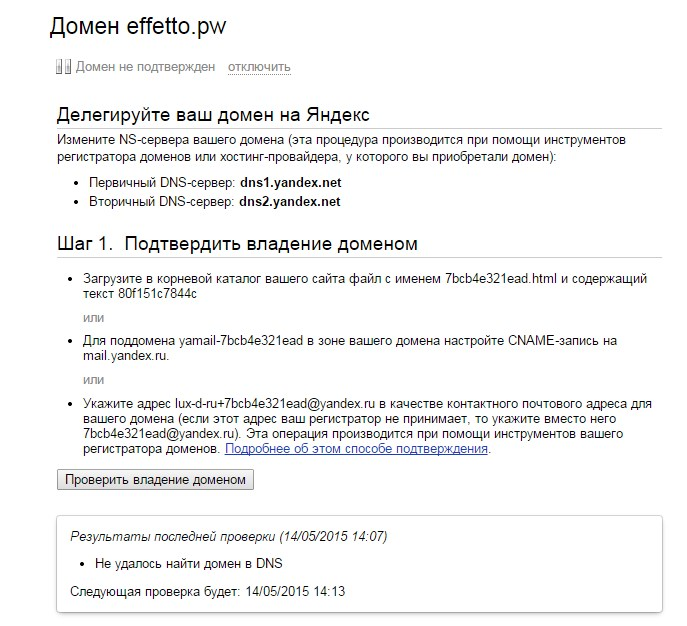 Домен effetto.pw
Домен не подтвержден отключить
Делегируйте ваш домен на Яндекс
Измените NS-сервера вашего домена (эта процедура производится при помощи инструментов
регистратора доменов или хостинг-провайдера, у которого вы приобретали домен):
• Первичный DNS-сервер: dns1.yandex.net
• Вторичный DNS-сервер: dns2.yandex.net
Шаг 1. Подтвердить владение доменом
• Загрузите в корневой каталог вашего сайта файл с именем 7bcb4e321ead.html и содержащий
текст 80f151c7844c
или
• Для поддомена yamail-7bcb4e321ead в зоне вашего домена настройте CNAME-запись на
mail.yandex.ru.
или
• Укажите адрес lux-d-ru+7bcb4e321ead@yandex.ru в качестве контактного почтового адреса для
вашего домена (если этот адрес ваш регистратор не принимает, то укажите вместо него
7bcb4e321ead@yandex.ru). Эта операция производится при помощи инструментов вашего
регистратора доменов. Подробнее об этом способе подтверждения.
Проверить владение доменом
Результаты последней проверки (14/05/2015 14:07)
• Не удалось найти домен в DNS
Следующая проверка будет: 14/05/2015 14:13